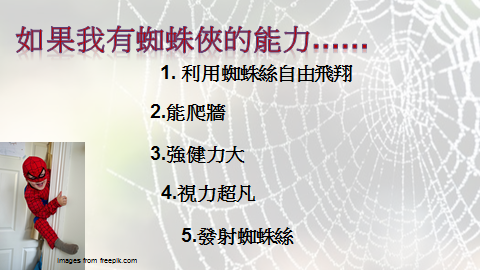 如果我有蜘蛛俠的能力......
1. 利用蜘蛛絲自由飛翔
2.能爬牆
3.強健力大
4.視力超凡
5.發射蜘蛛絲
Images from freepik.com